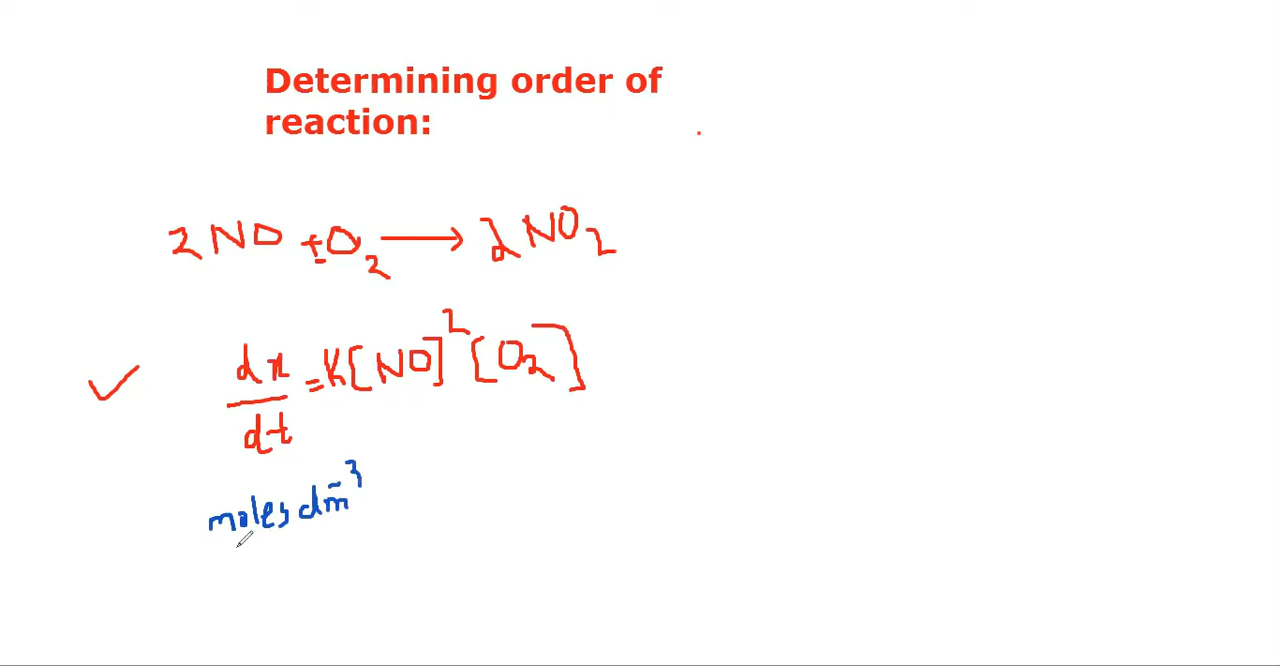 Determining order of
reaction:
2NO + O₂ ⟶ 2NO₂
dx/dt = K[NO]²[O₂]
moles dm⁻³